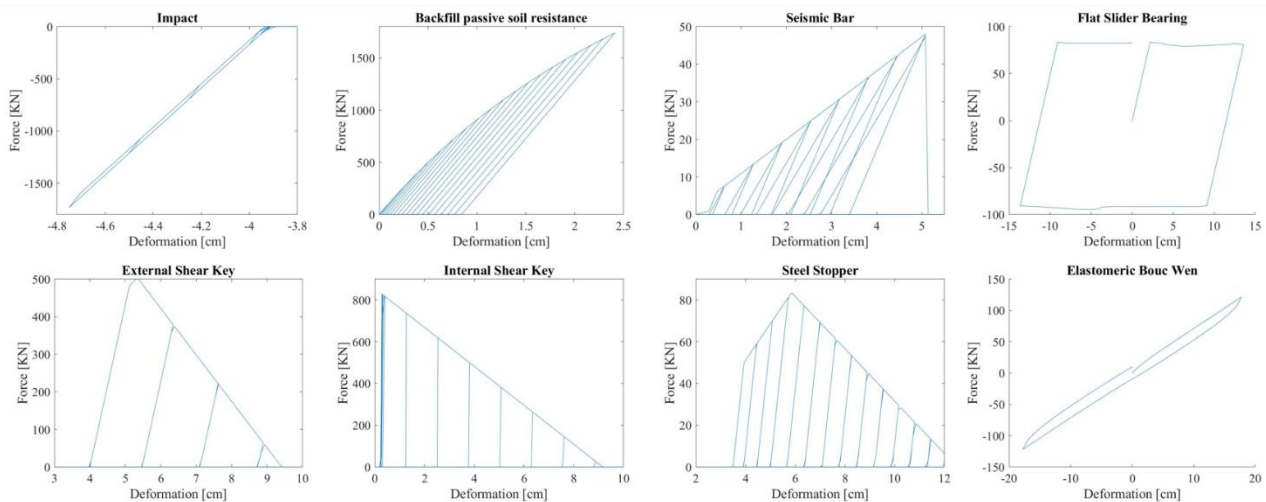 Impact
0
-500
-1000
-1500
Force [KN]
-4.8 -4.6 -4.4 -4.2 -4 -3.8
Deformation [cm]
Backfill passive soil resistance
1500
1000
500
0
Force [KN]
0 0.5 1 1.5 2 2.5
Deformation [cm]
Seismic Bar
50
40
30
20
10
0
Force [KN]
0 1 2 3 4 5
Deformation [cm]
Flat Slider Bearing
100
50
0
-50
-100
Force [KN]
-15 -10 -5 0 5 10 15
Deformation [cm]
External Shear Key
500
400
300
200
100
0
Force [KN]
3 4 5 6 7 8 9 10
Deformation [cm]
Internal Shear Key
800
600
400
200
0
Force [KN]
0 2 4 6 8 10
Deformation [cm]
Steel Stopper
80
60
40
20
0
Force [KN]
2 4 6 8 10 12
Deformation [cm]
Elastomeric Bouc Wen
150
100
50
0
-50
-100
-150
Force [KN]
-20 -10 0 10 20
Deformation [cm]